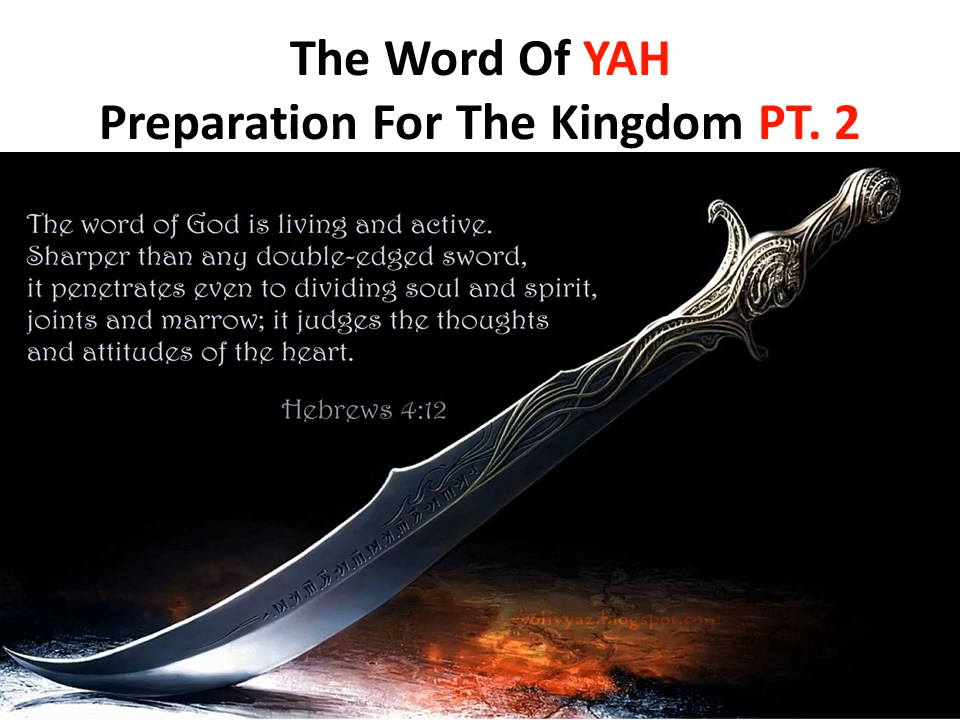 The Word Of YAH
Preparation For The Kingdom PT. 2
The word of God is living and active.
Sharper than any double-edged sword,
it penetrates even to dividing soul and spirit,
joints and marrow; it judges the thoughts
and attitudes of the heart.
Hebrews 4:12